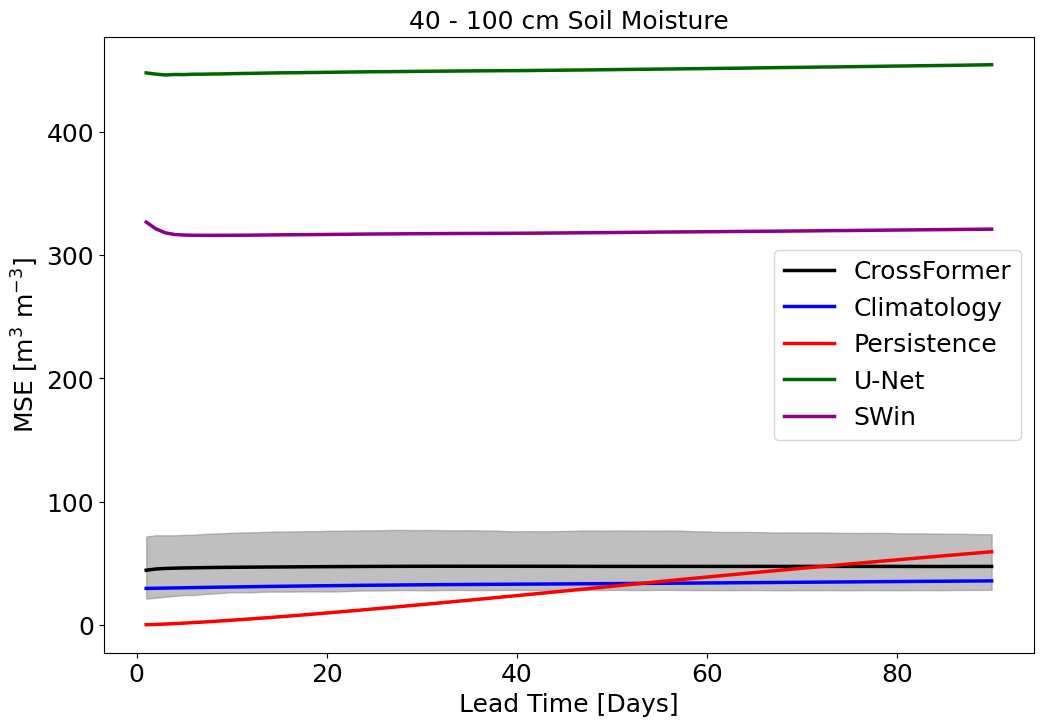 40 - 100 cm Soil Moisture
MSE [m³ m⁻³]
400
300
200
100
0
CrossFormer
Climatology
Persistence
U-Net
SWin
0 20 40 60 80
Lead Time [Days]